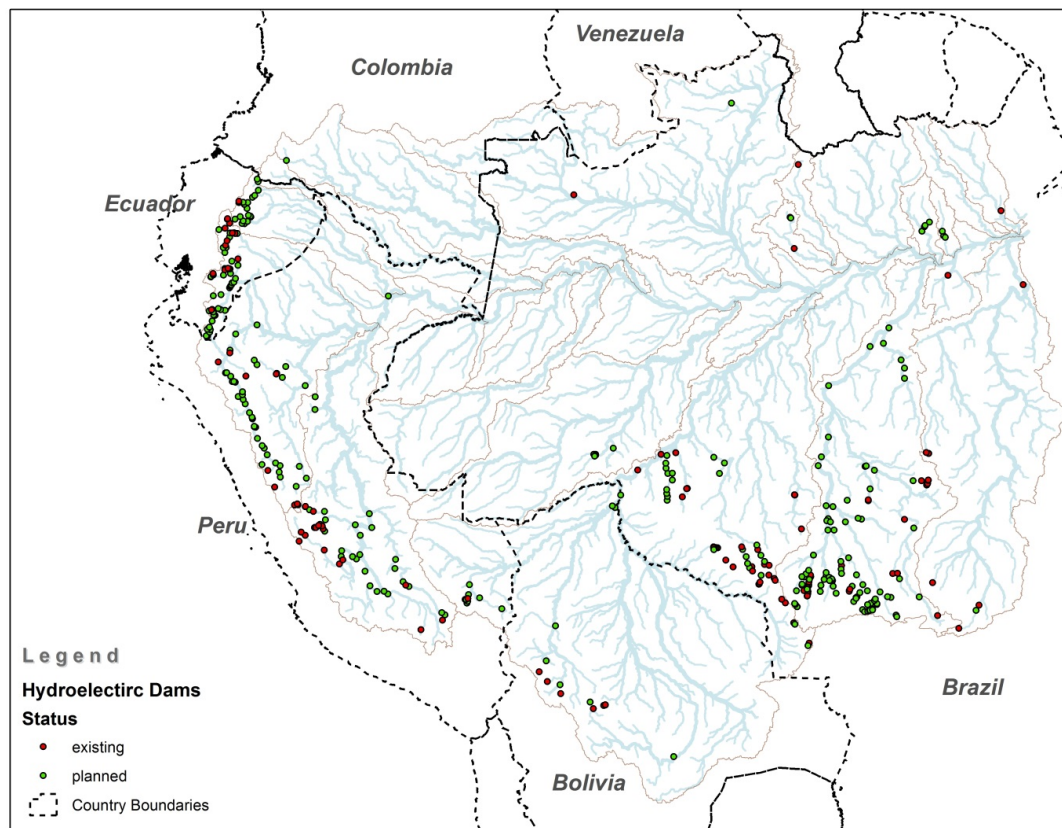 Venezuela
Colombia
Ecuador
Peru
Brazil
Bolivia
Legend
Hydroelectirc Dams
Status
existing
planned
Country Boundaries